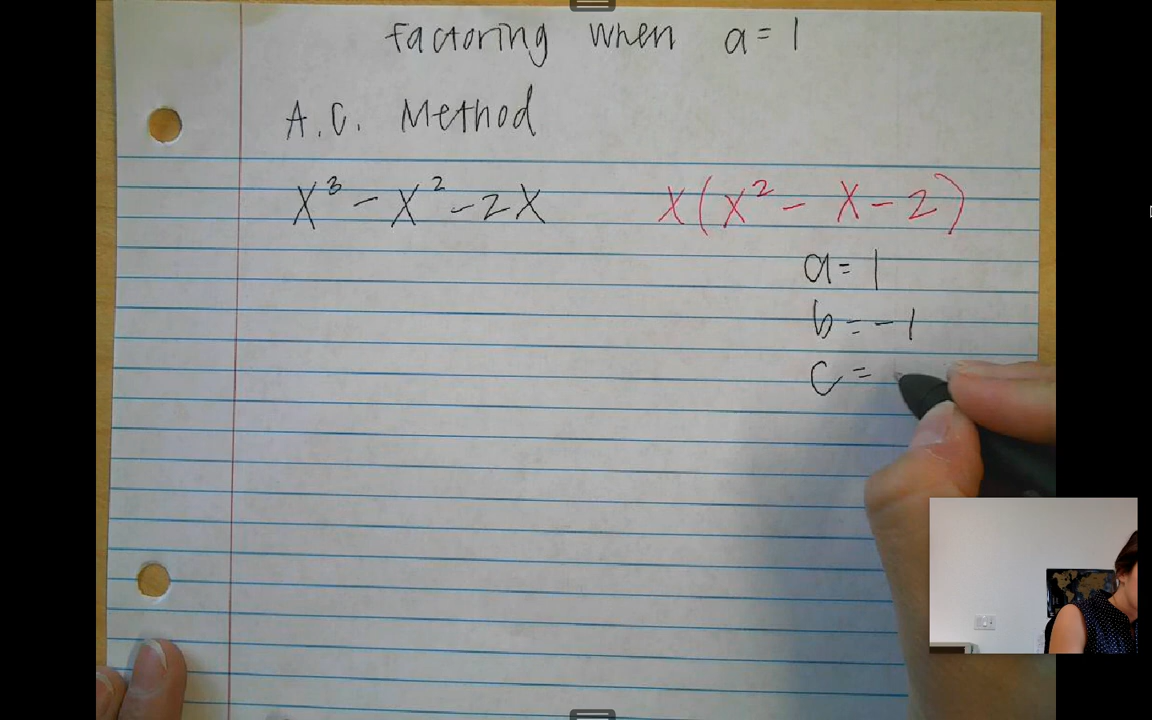 factoring when a = 1
A.C. Method
x³ - x² - 2x x(x² - x - 2)
a = 1
b = -1
c =